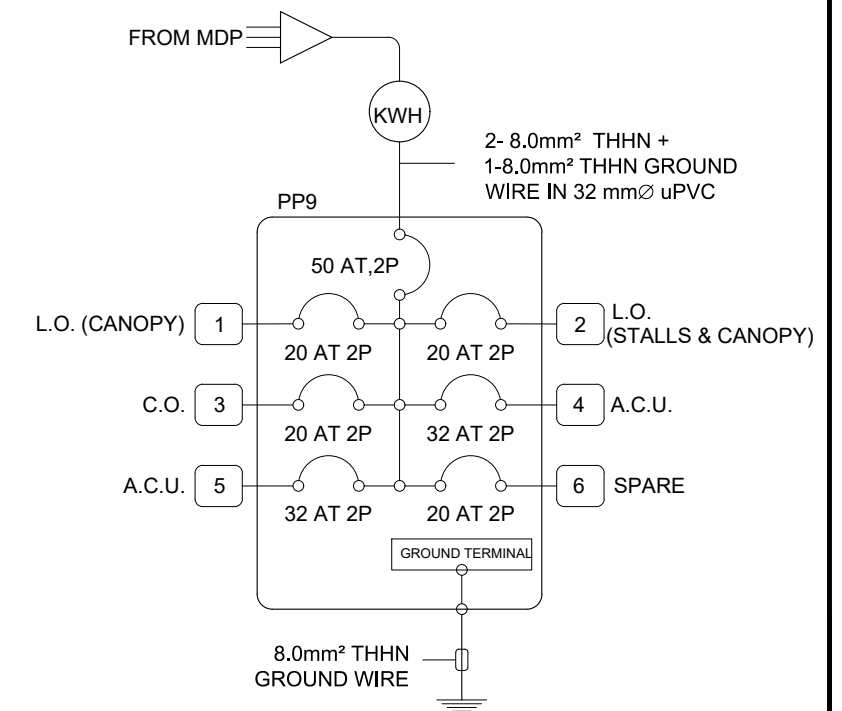 FROM MDP
KWH
2- 8.0mm² THHN +
1-8.0mm² THHN GROUND
WIRE IN 32 mm∅ uPVC
PP9
50 AT,2P
L.O. (CANOPY)
1
20 AT 2P
20 AT 2P
2
L.O.
(STALLS & CANOPY)
C.O.
3
20 AT 2P
32 AT 2P
4
A.C.U.
A.C.U.
5
32 AT 2P
20 AT 2P
6
SPARE
GROUND TERMINAL
8.0mm² THHN
GROUND WIRE